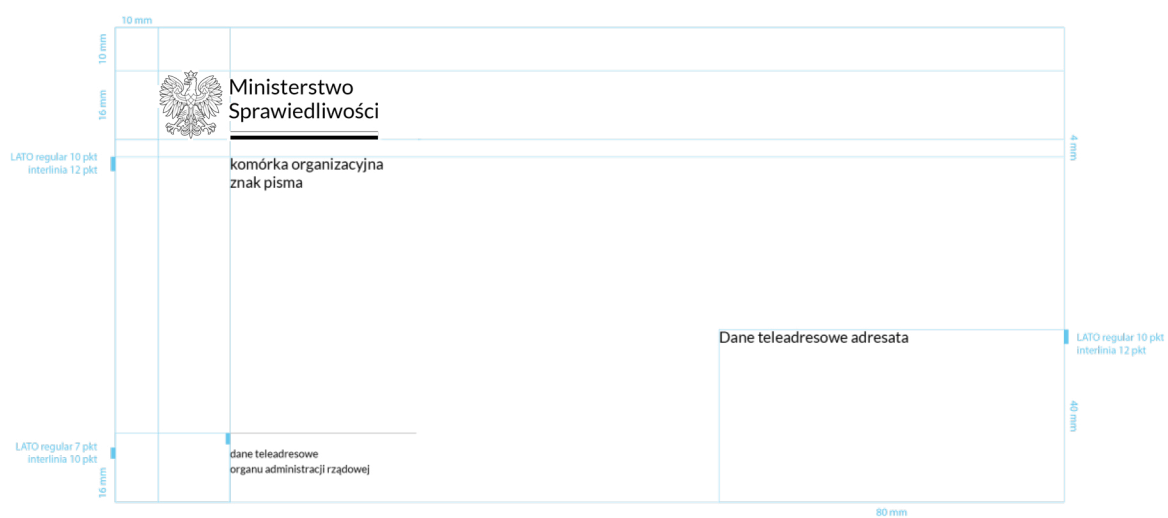 10 mm
10 mm
Ministerstwo
Sprawiedliwości
16 mm
4 mm
LATO regular 10 pkt
interlinia 12 pkt
komórka organizacyjna
znak pisma
Dane teleadresowe adresata
LATO regular 10 pkt
interlinia 12 pkt
40 mm
LATO regular 7 pkt
interlinia 10 pkt
dane teleadresowe
organu administracji rządowej
16 mm
80 mm